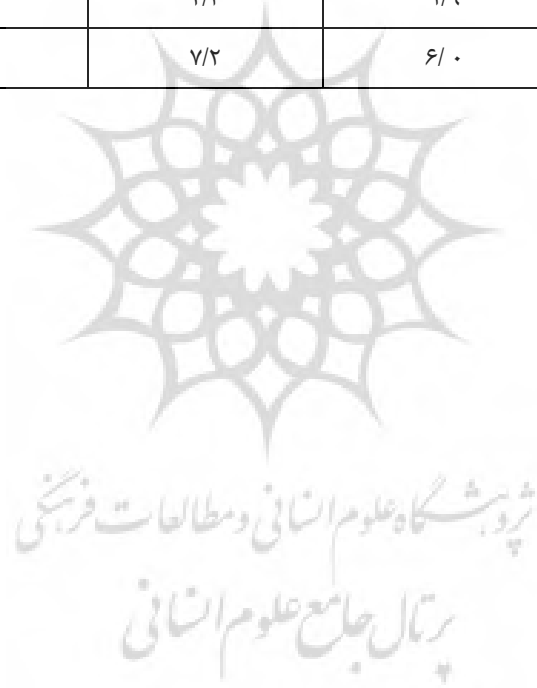 ۷/۲ ۶/۰
پژوهشگاه علوم انسانی و مطالعات فرهنگی
پرتال جامع علوم انسانی